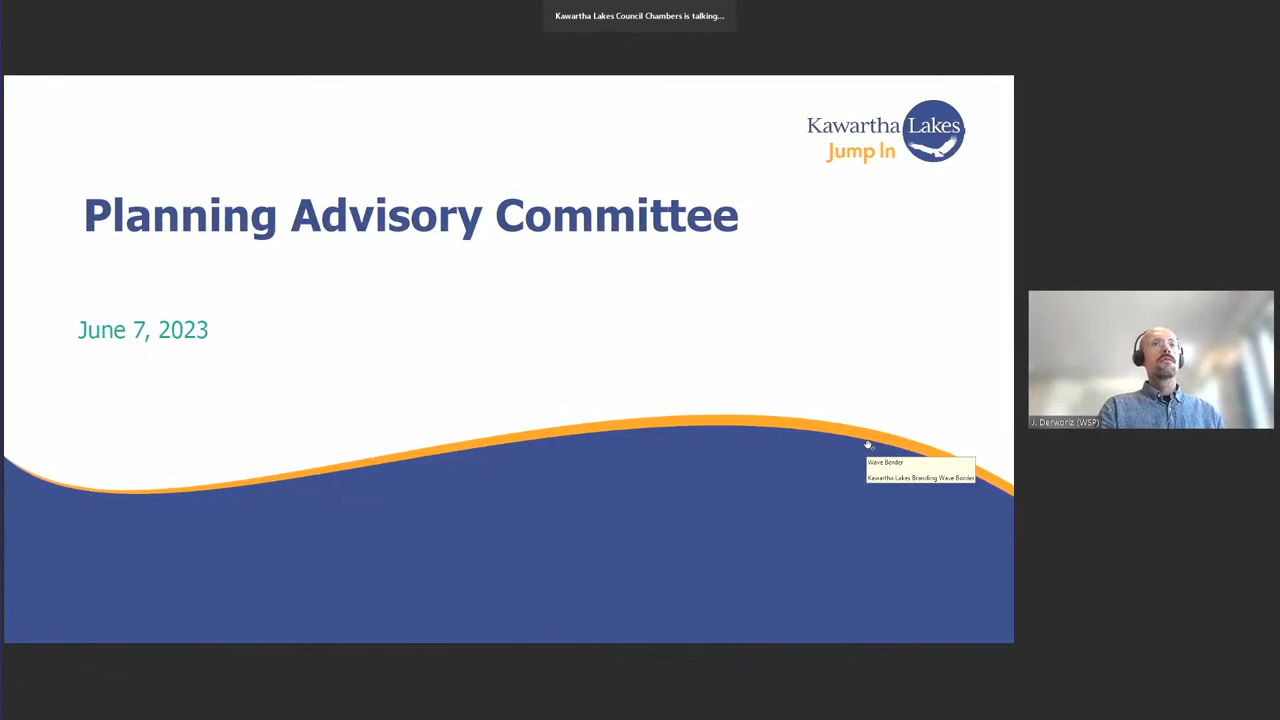 Kawartha Lakes Council Chambers is talking...
Kawartha Lakes
Jump In
Planning Advisory Committee
June 7, 2023
J. Derworiz (WSP)
Wave Border
Kawartha Lakes Branding Wave Border